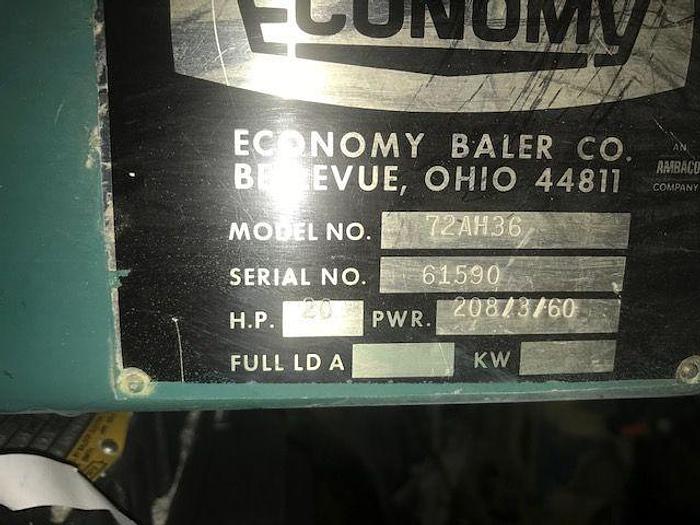 ECONOMY
ECONOMY BALER CO.
BELLEVUE, OHIO 44811
AN
AMBACO
COMPANY
MODEL NO. 72AH36
SERIAL NO. 61590
H.P. 20 PWR. 208/3/60
FULL LD A KW